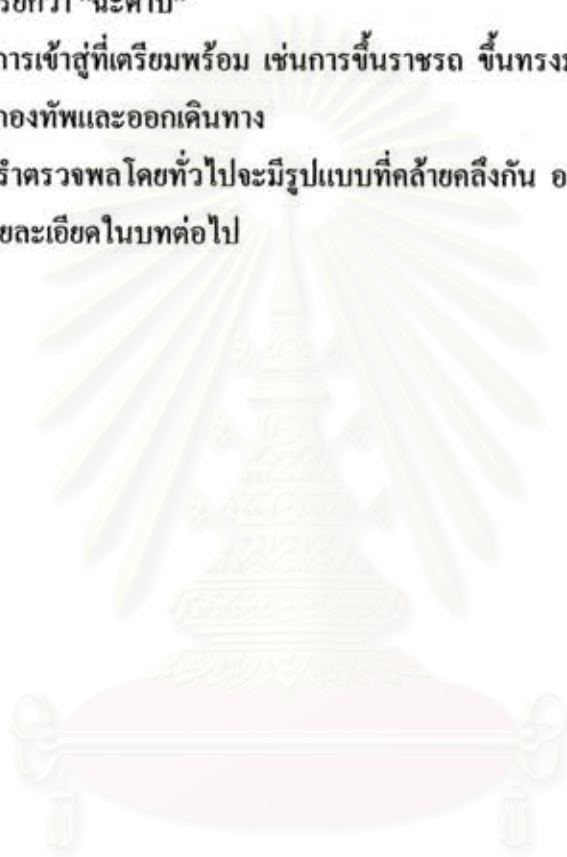 "ฉะดาบ"
การเข้าสู่ที่เตรียมพร้อม เช่นการขึ้นราชรถ ขึ้นทรง
กองทัพและออกเดินทาง
รำตรวจพลโดยทั่วไปจะมีรูปแบบที่คล้ายคลึงกัน
ยละเอียดในบทต่อไป